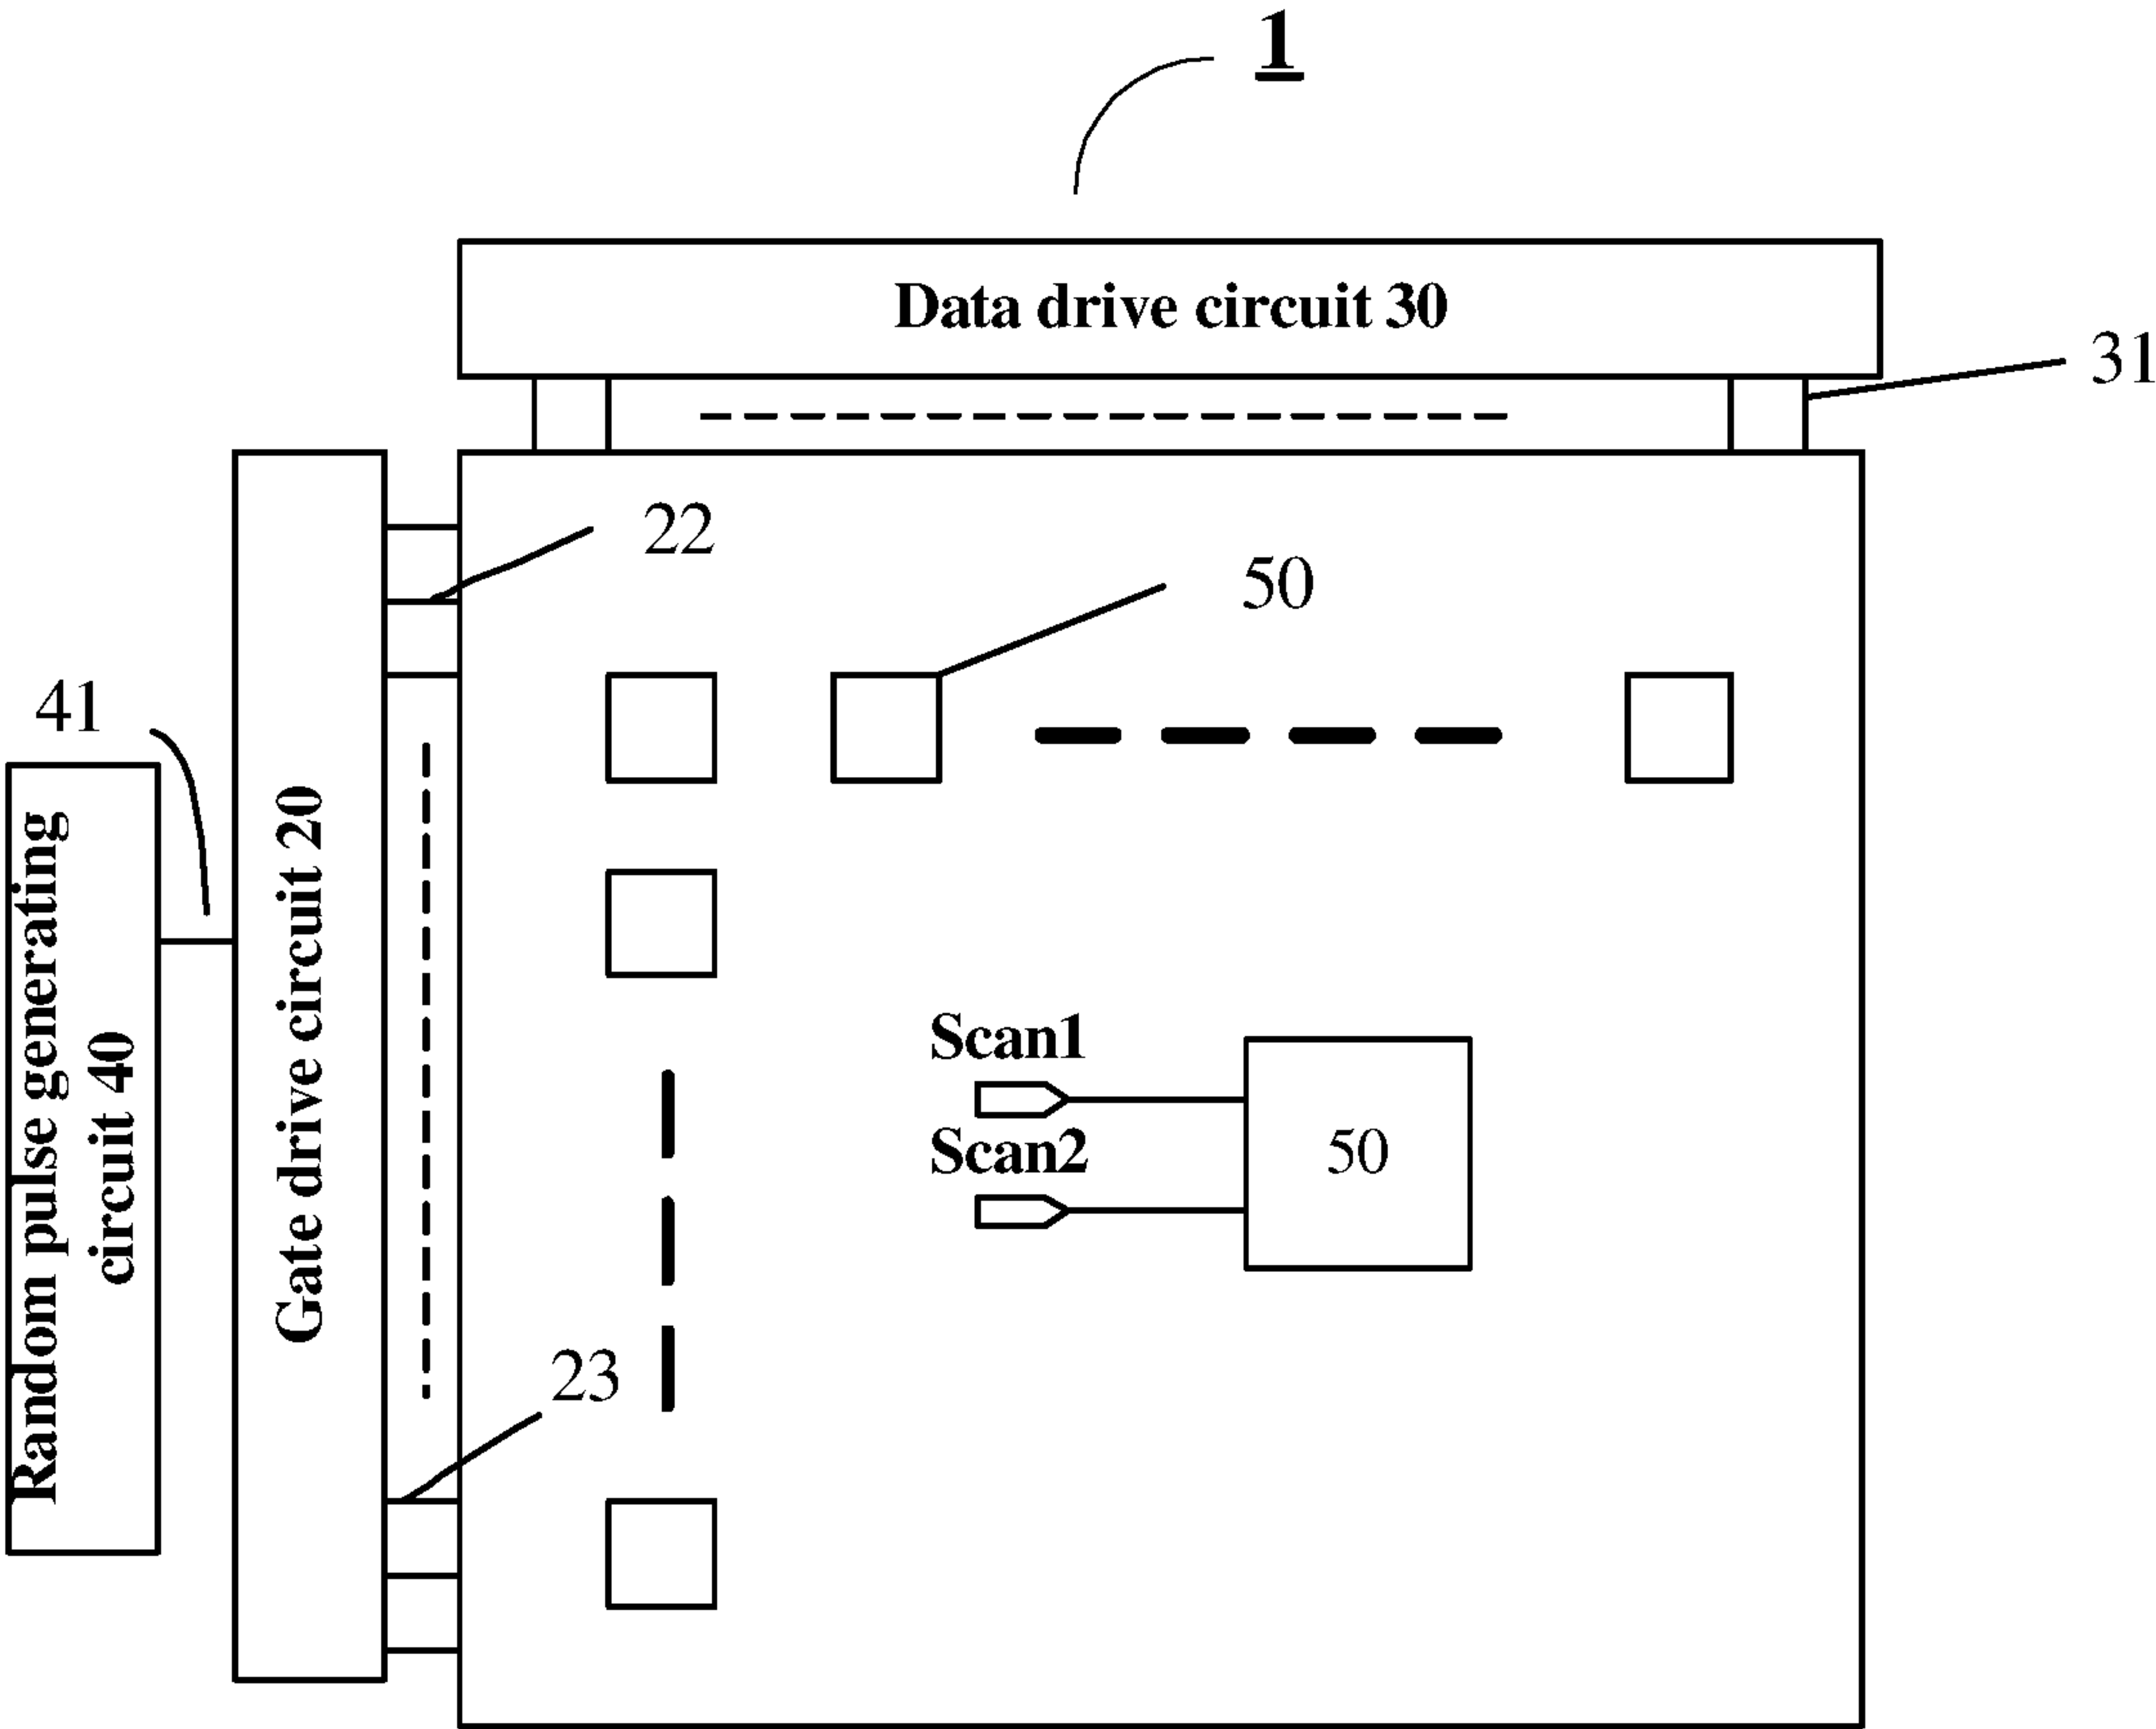 1
Data drive circuit 30
31
22
50
41
Random pulse generating
circuit 40
Gate drive circuit 20
Scan1
Scan2
50
23